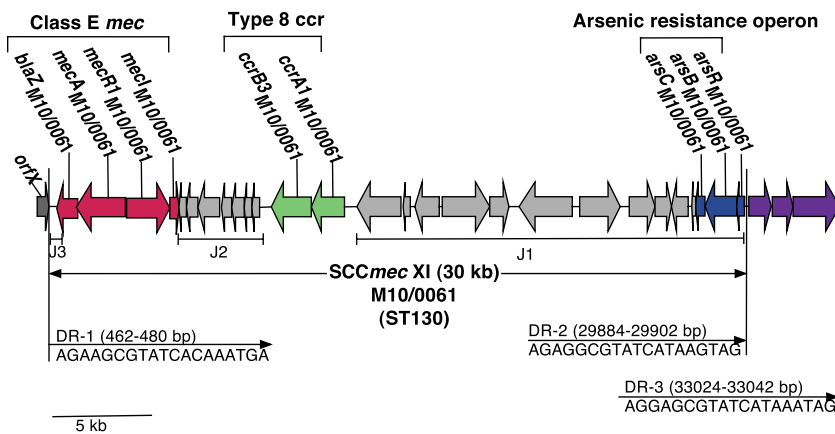 Class E mec
Type 8 ccr
Arsenic resistance operon
blaZ M10/0061
mecA M10/0061
mecR1 M10/0061
mecI M10/0061
ccrB3 M10/0061
ccrA1 M10/0061
arsC M10/0061
arsB M10/0061
arsR M10/0061
orfX
J3
J2
J1
SCCmec XI (30 kb)
M10/0061
(ST130)
DR-1 (462-480 bp)
AGAAGCGTATCACAAATGA
DR-2 (29884-29902 bp)
AGAGGCGTATCATAAGTAG
DR-3 (33024-33042 bp)
AGGAGCGTATCATAAATAG
5 kb